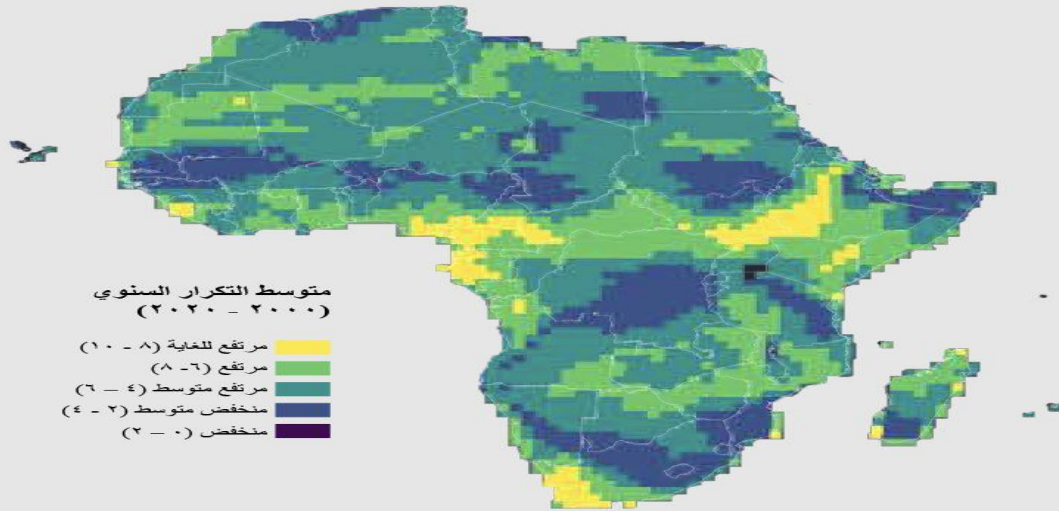 متوسط التكرار السنوي
(٢٠٠٠ - ٢٠٢٠)
مرتفع للغاية (٨ - ١٠)
مرتفع (٦- ٨)
مرتفع متوسط (٤ – ٦)
منخفض متوسط (٢ - ٤)
منخفض (٠ – ٢)